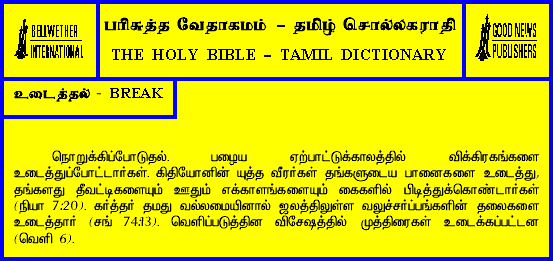 BELLWETHER
INTERNATIONAL
பரிசுத்த வேதாகமம் – தமிழ் சொல்லகராதி
THE HOLY BIBLE – TAMIL DICTIONARY
GOOD NEWS
PUBLISHERS
உடைத்தல் - BREAK
நொறுக்கிப்போடுதல். பழைய ஏற்பாட்டுக்காலத்தில் விக்கிரகங்களை
உடைத்துப்போட்டார்கள். கிதியோனின் யுத்த வீரர்கள் தங்களுடைய பானைகளை உடைத்து,
தங்களது தீவட்டிகளையும் ஊதும் எக்காளங்களையும் கைகளில் பிடித்துக்கொண்டார்கள்
(நியா 7:20). கர்த்தர் தமது வல்லமையினால் ஜலத்திலுள்ள வலுசர்ப்பங்களின் தலைகளை
உடைத்தார் (சங் 74:13). வெளிப்படுத்தின விசேஷத்தில் முத்திரைகள் உடைக்கப்பட்டன
(வெளி 6).